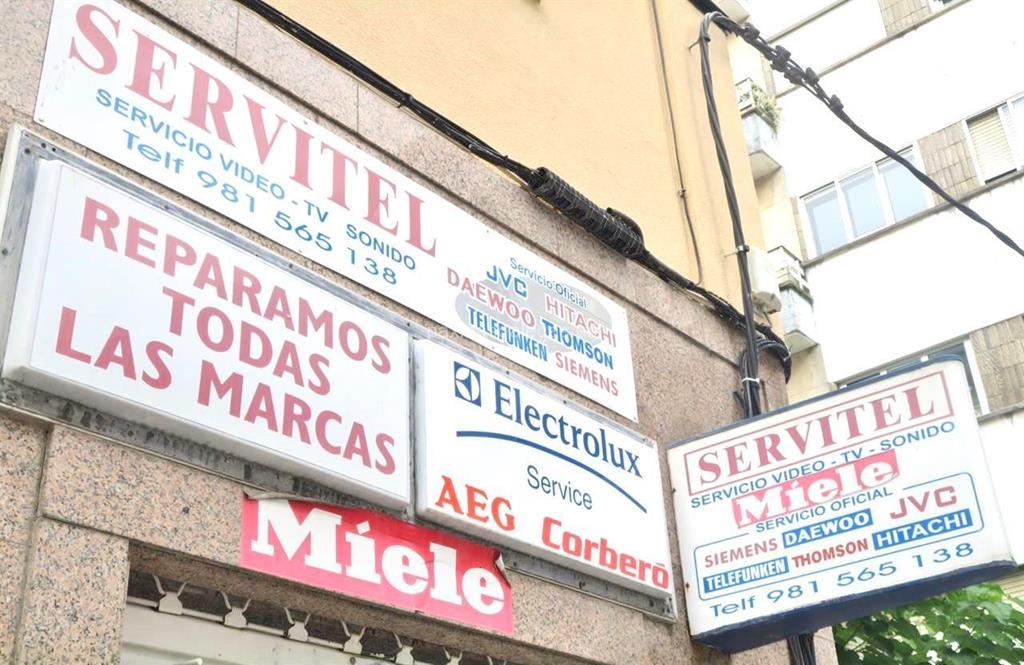 SERVITEL
SERVICIO VIDEO - TV - SONIDO
Telf 981 565 138
Servicio Oficial
JVC HITACHI
DAEWOO THOMSON
TELEFUNKEN SIEMENS
REPARAMOS
TODAS
LAS MARCAS
Electrolux
Service
AEG Corberó
Miele
SERVITEL
SERVICIO VIDEO - TV - SONIDO
Miele
SERVICIO OFICIAL
SIEMENS DAEWOO JVC
TELEFUNKEN THOMSON HITACHI
Telf 981 565 138